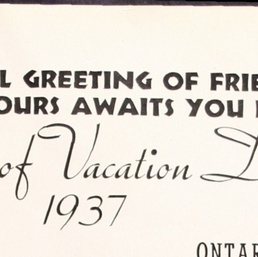 L GREETING OF FRIE
OURS AWAITS YOU
of Vacation
1937
ONTAR